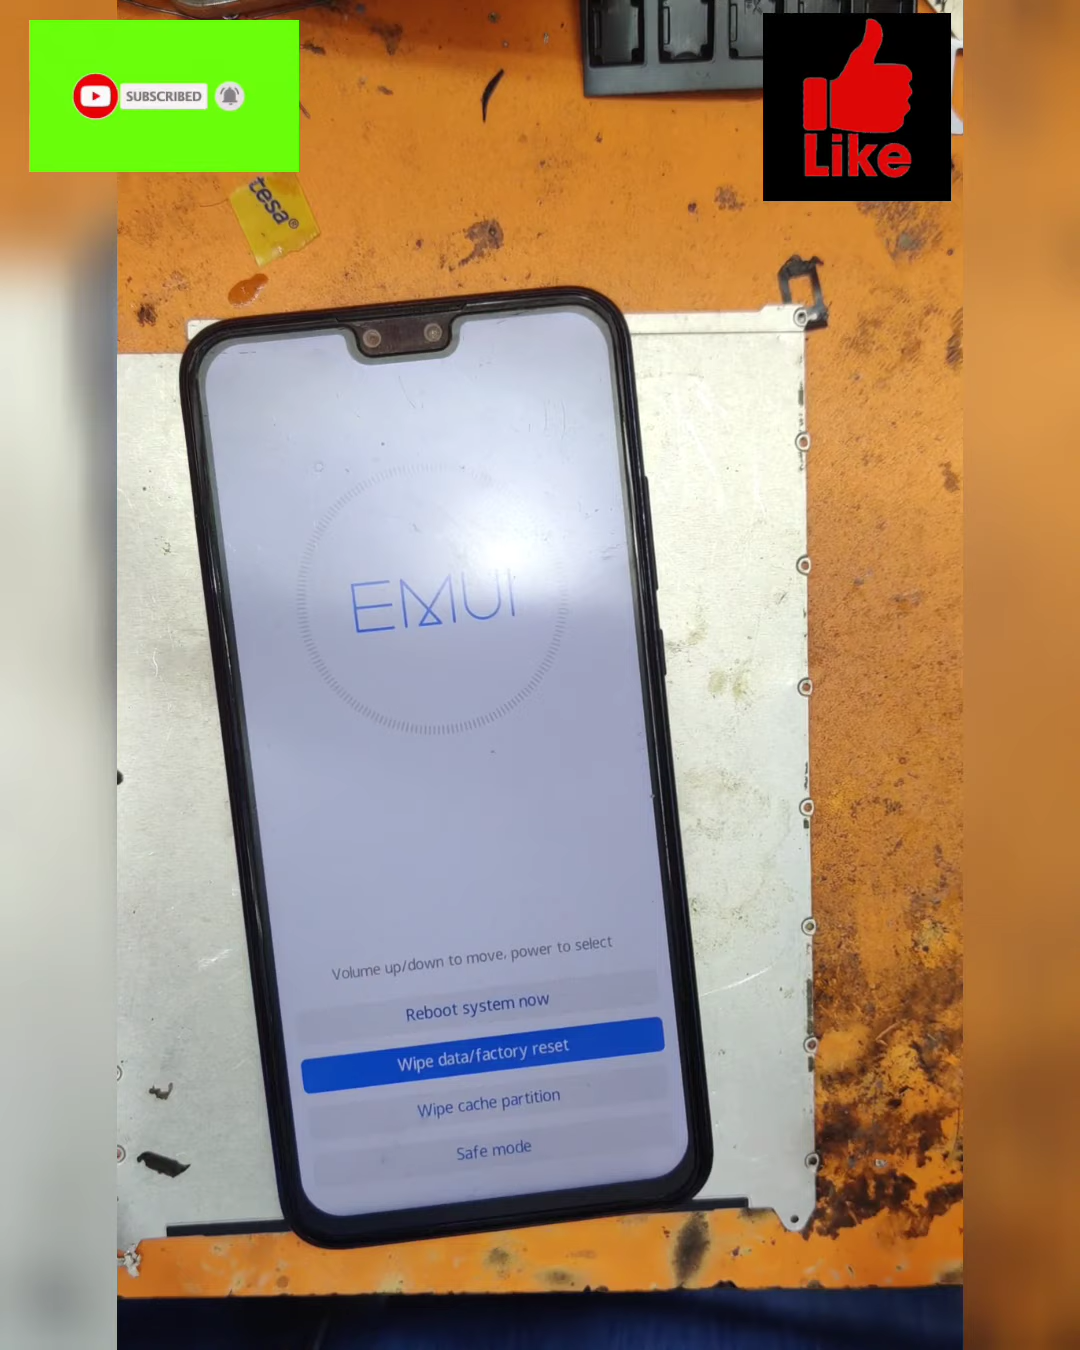 SUBSCRIBED
Like
tesa®
EMUI
Volume up/down to move, power to select
Reboot system now
Wipe data/factory reset
Wipe cache partition
Safe mode